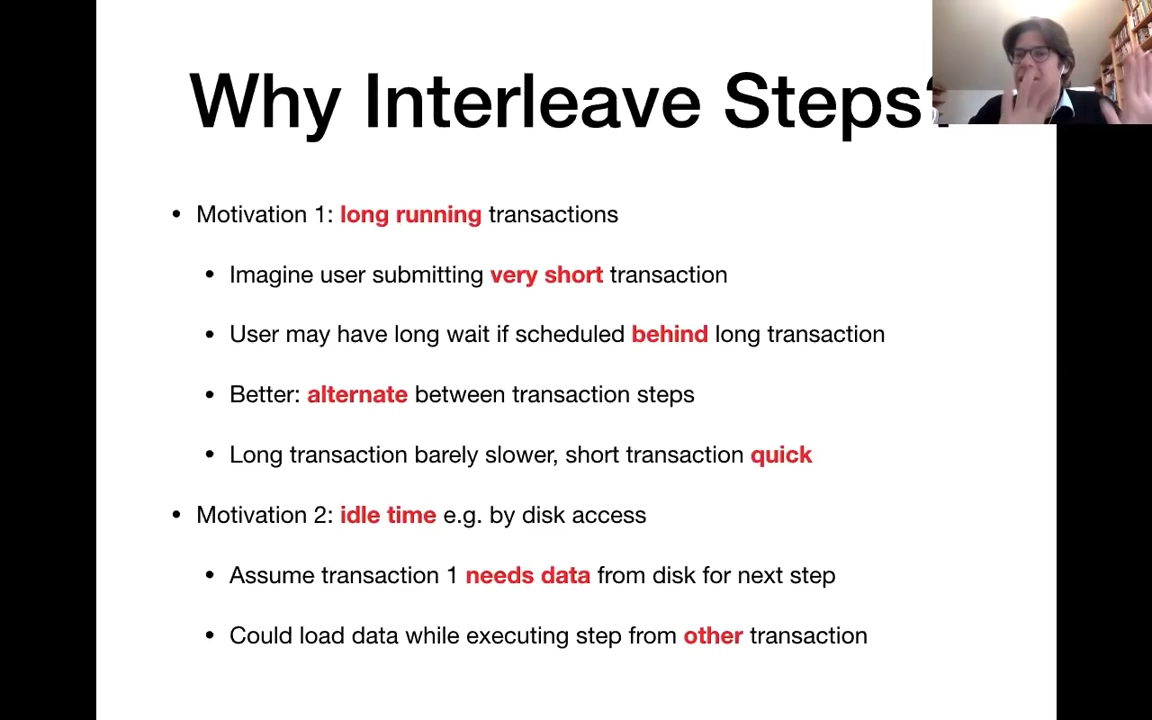 Why Interleave Steps?
• Motivation 1: long running transactions
• Imagine user submitting very short transaction
• User may have long wait if scheduled behind long transaction
• Better: alternate between transaction steps
• Long transaction barely slower, short transaction quick
• Motivation 2: idle time e.g. by disk access
• Assume transaction 1 needs data from disk for next step
• Could load data while executing step from other transaction